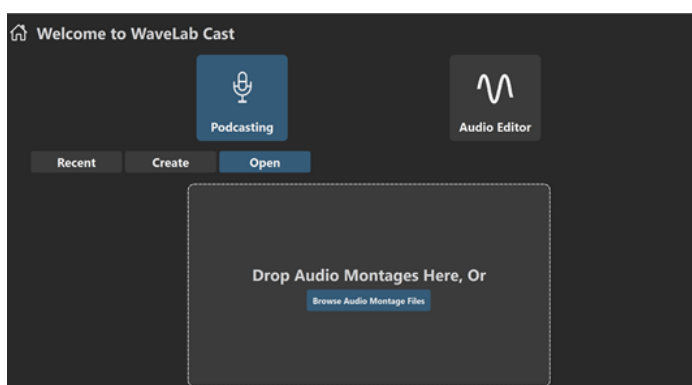 Welcome to WaveLab Cast
Podcasting
Audio Editor
Recent
Create
Open
Drop Audio Montages Here, Or
Browse Audio Montage Files